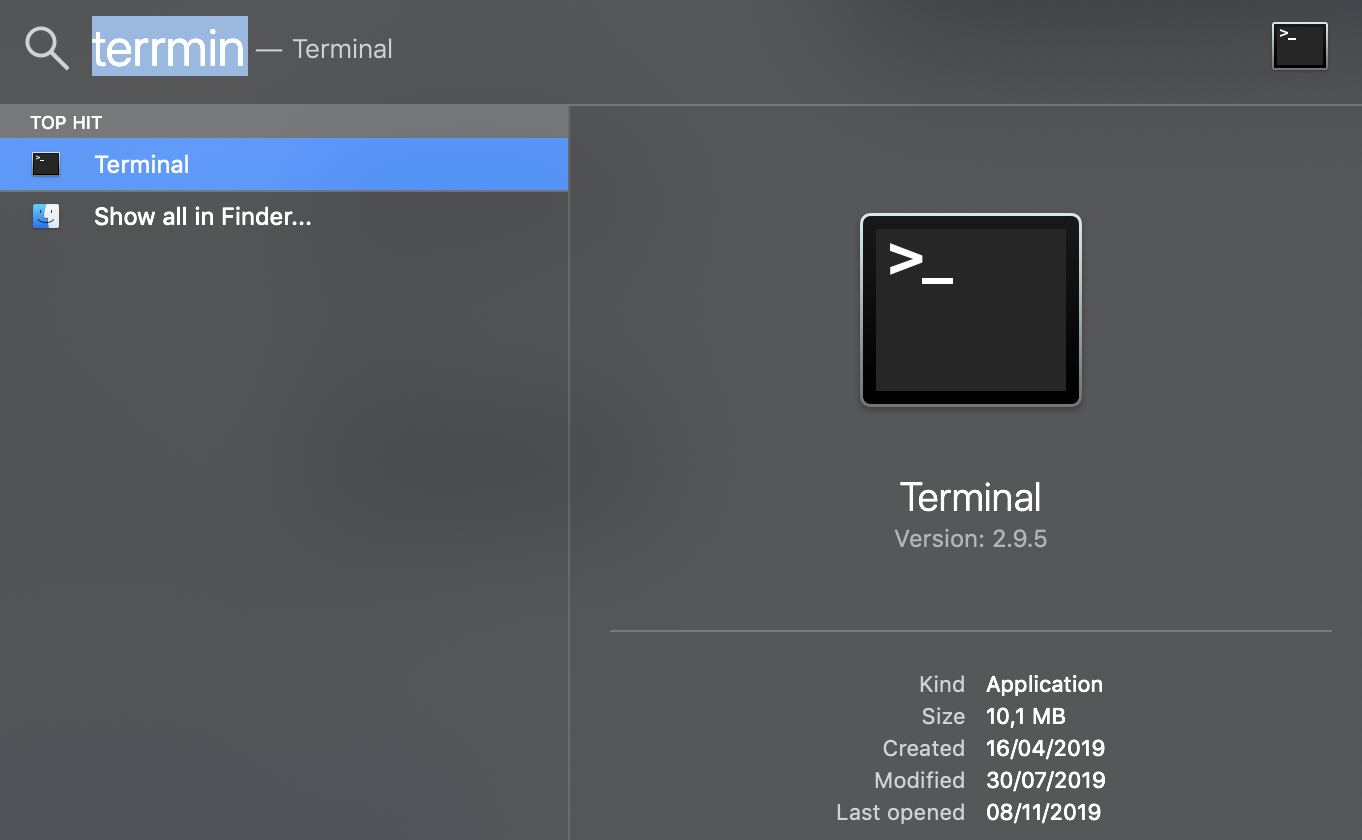 terrmin — Terminal
TOP HIT
Terminal
Show all in Finder...
>_
Terminal
Version: 2.9.5
Kind Application
Size 10,1 MB
Created 16/04/2019
Modified 30/07/2019
Last opened 08/11/2019